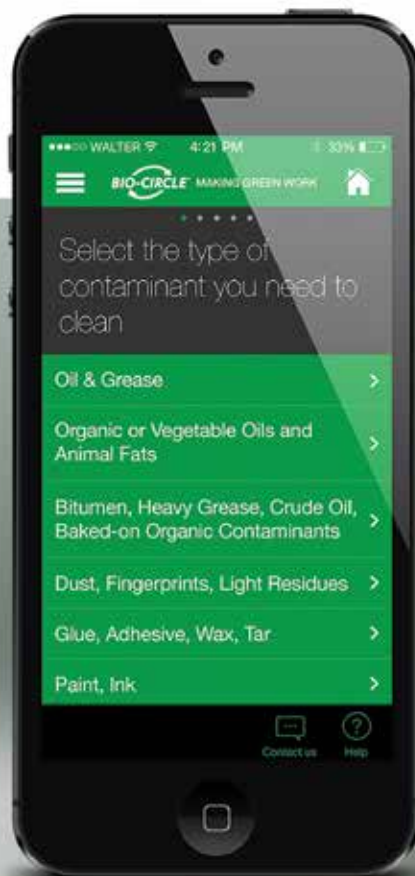 WALTER 4:21 PM 33%
BIO-CIRCLE™ MAKING GREEN WORK
Select the type of
contaminant you need to
clean
Oil & Grease
Organic or Vegetable Oils and
Animal Fats
Bitumen, Heavy Grease, Crude Oil,
Baked-on Organic Contaminants
Dust, Fingerprints, Light Residues
Glue, Adhesive, Wax, Tar
Paint, Ink
Contact us Help